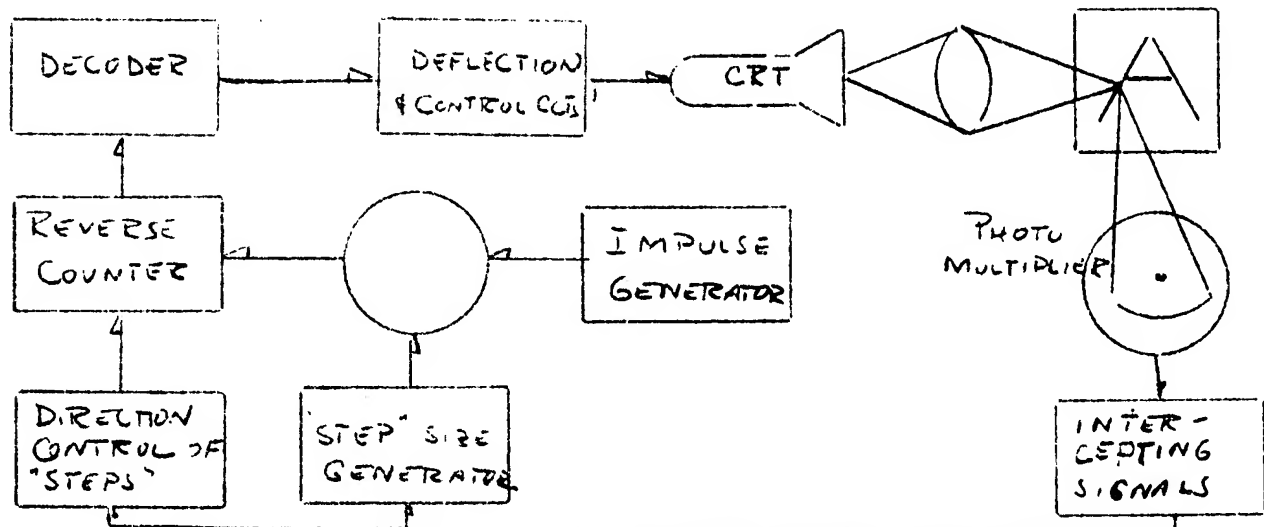 DECODER
DEFLECTION
& CONTROL CCTS
CRT
A
REVERSE
COUNTER
IMPULSE
GENERATOR
PHOTO
MULTIPLIER
DIRECTION
CONTROL OF
"STEPS"
"STEP" SIZE
GENERATOR
INTER-
CEPTING
SIGNALS